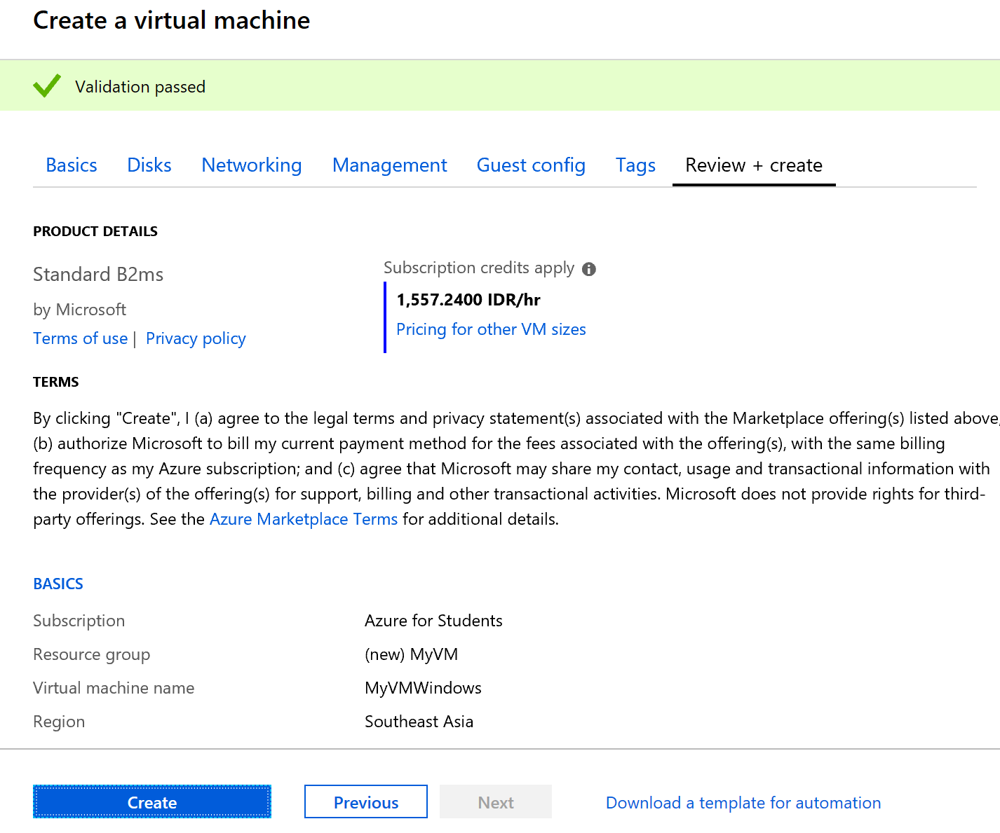 Create a virtual machine
Validation passed
Basics Disks Networking Management Guest config Tags Review + create
PRODUCT DETAILS
Standard B2ms
by Microsoft
Terms of use | Privacy policy
Subscription credits apply
1,557.2400 IDR/hr
Pricing for other VM sizes
TERMS
By clicking "Create", I (a) agree to the legal terms and privacy statement(s) associated with the Marketplace offering(s) listed above;
(b) authorize Microsoft to bill my current payment method for the fees associated with the offering(s), with the same billing
frequency as my Azure subscription; and (c) agree that Microsoft may share my contact, usage and transactional information with
the provider(s) of the offering(s) for support, billing and other transactional activities. Microsoft does not provide rights for third-
party offerings. See the Azure Marketplace Terms for additional details.
BASICS
Subscription Azure for Students
Resource group (new) MyVM
Virtual machine name MyVMWindows
Region Southeast Asia
Create Previous Next Download a template for automation